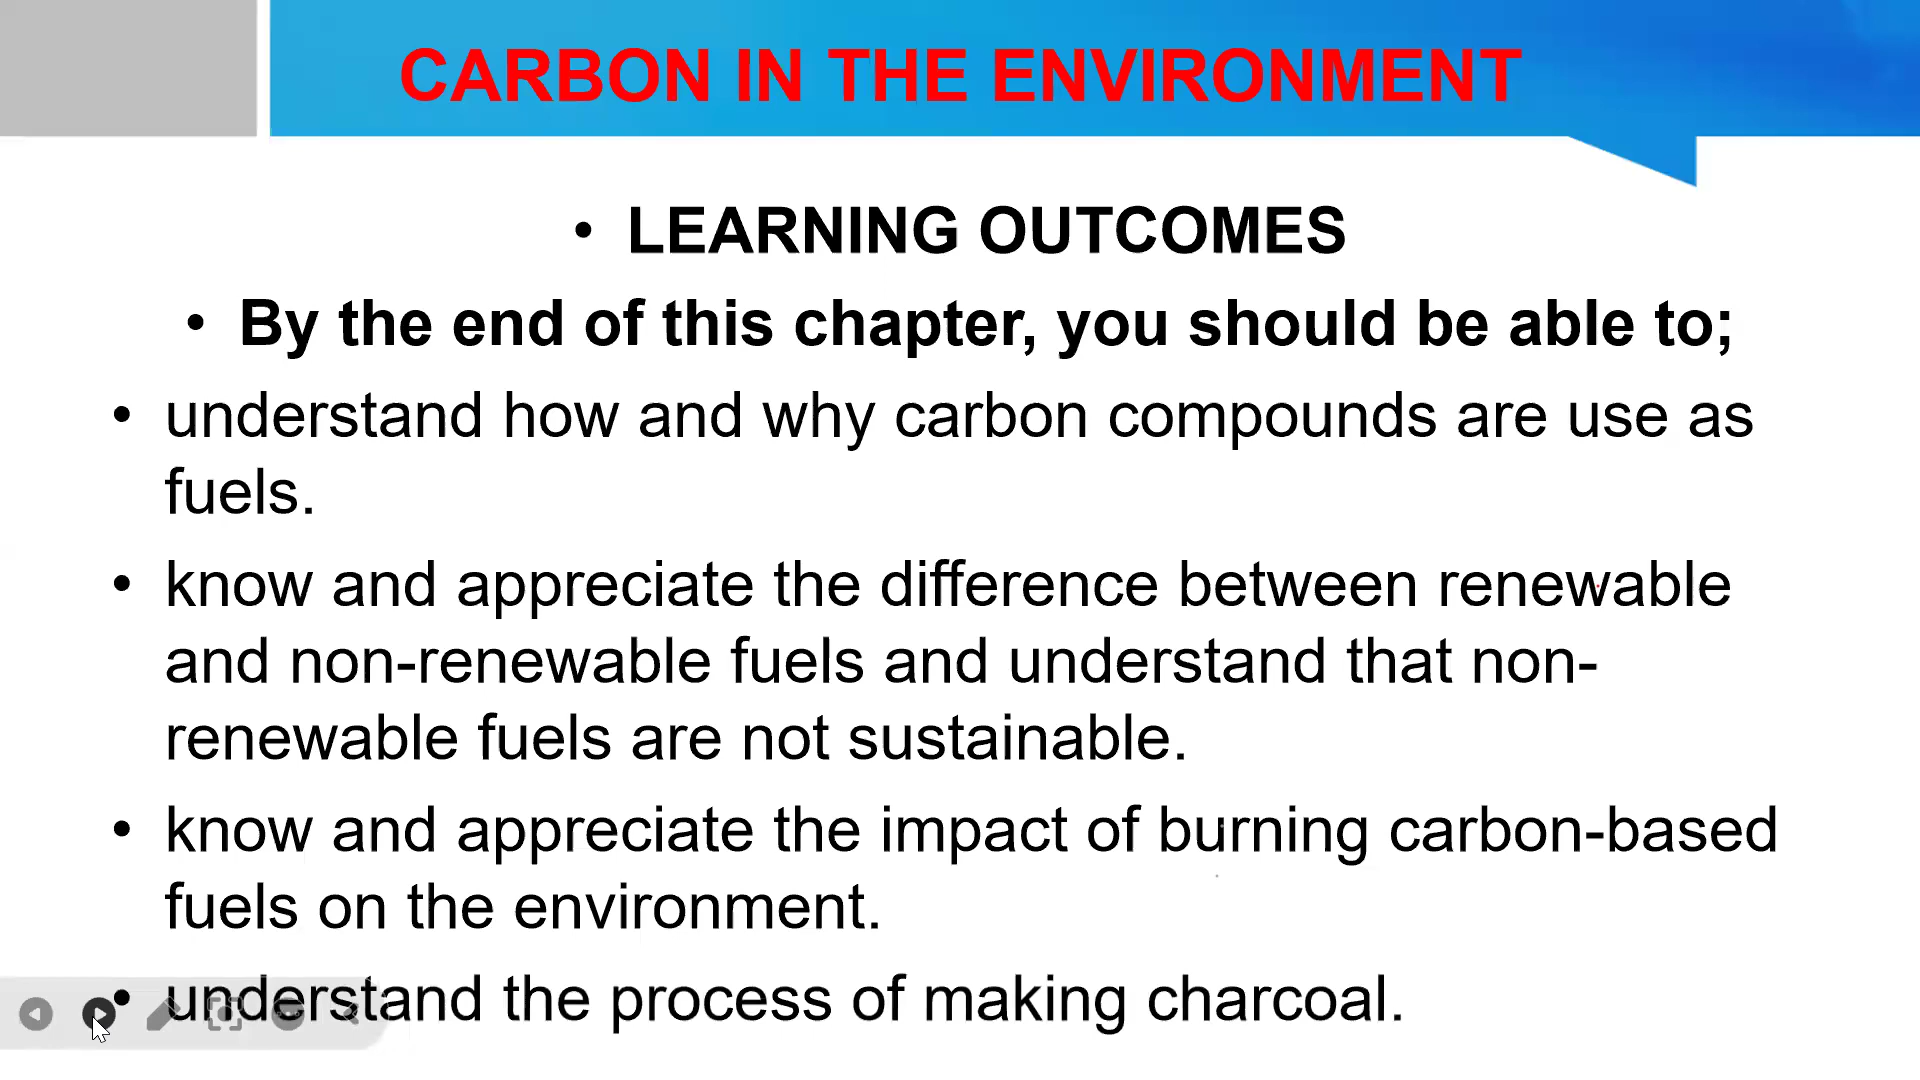 CARBON IN THE ENVIRONMENT
• LEARNING OUTCOMES
• By the end of this chapter, you should be able to;
• understand how and why carbon compounds are use as
fuels.
• know and appreciate the difference between renewable
and non-renewable fuels and understand that non-
renewable fuels are not sustainable.
• know and appreciate the impact of burning carbon-based
fuels on the environment.
• understand the process of making charcoal.